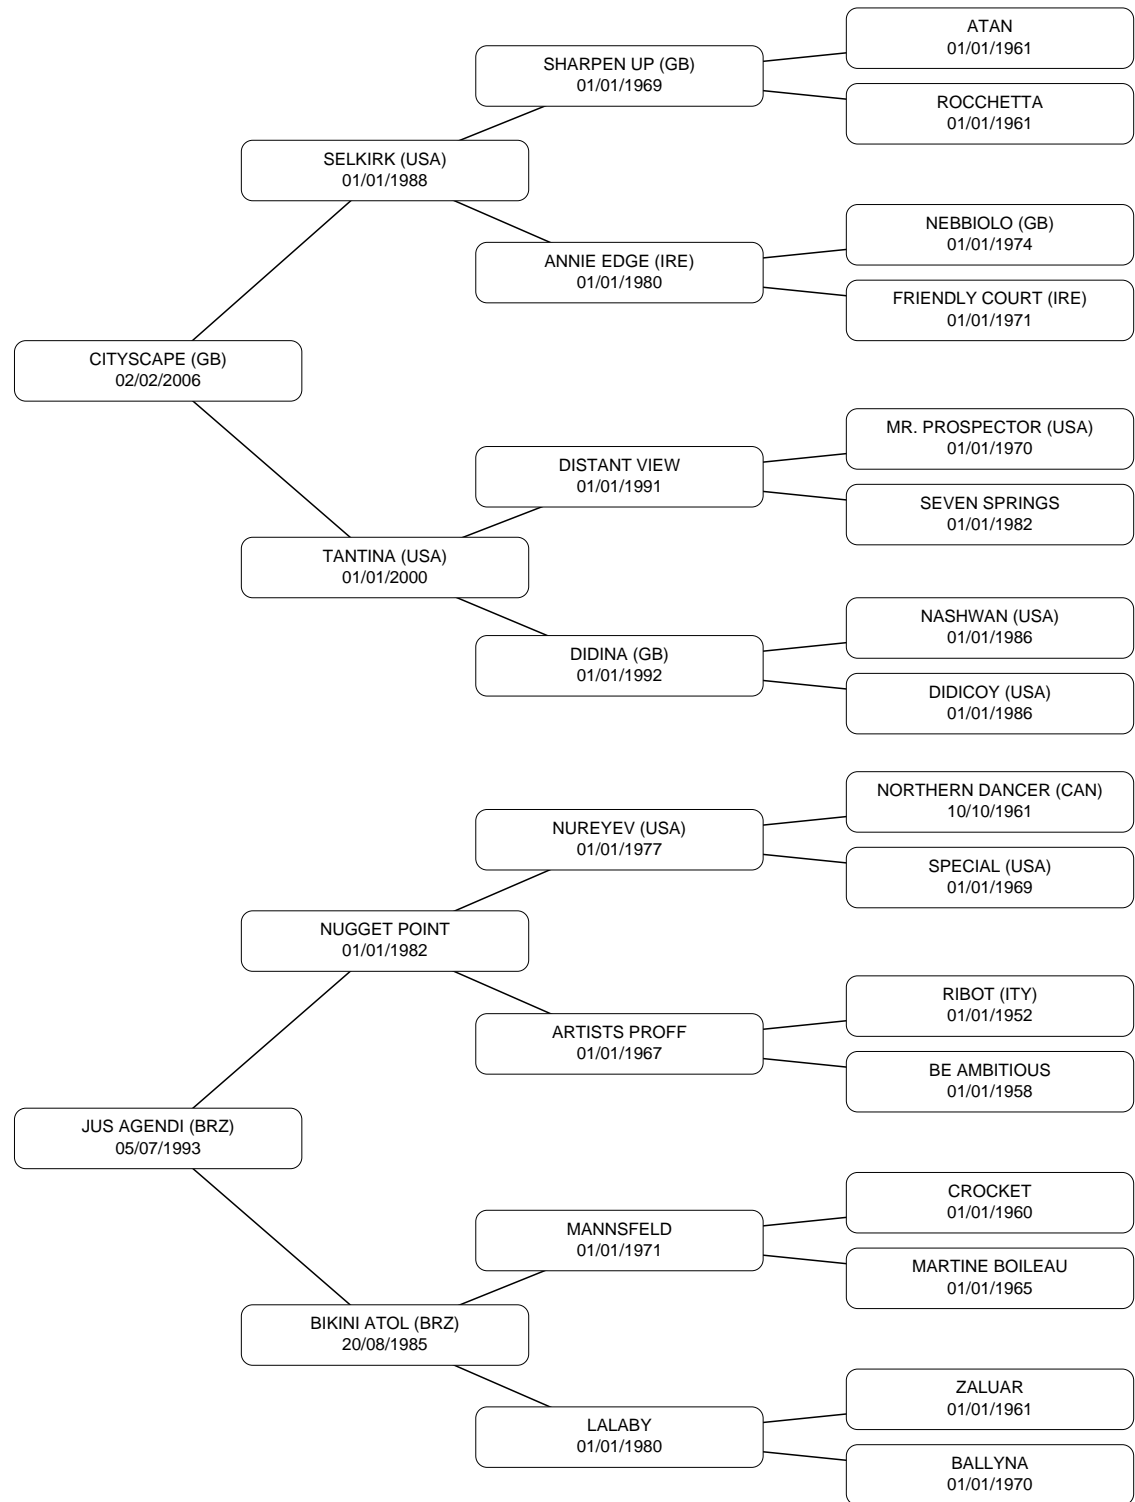 ATAN
01/01/1961
SHARPEN UP (GB)
01/01/1969
ROCCHETTA
01/01/1961
SELKIRK (USA)
01/01/1988
NEBBIOLO (GB)
01/01/1974
ANNIE EDGE (IRE)
01/01/1980
FRIENDLY COURT (IRE)
01/01/1971
CITYSCAPE (GB)
02/02/2006
MR. PROSPECTOR (USA)
01/01/1970
DISTANT VIEW
01/01/1991
SEVEN SPRINGS
01/01/1982
TANTINA (USA)
01/01/2000
NASHWAN (USA)
01/01/1986
DIDINA (GB)
01/01/1992
DIDICOY (USA)
01/01/1986
NORTHERN DANCER (CAN)
10/10/1961
NUREYEV (USA)
01/01/1977
SPECIAL (USA)
01/01/1969
NUGGET POINT
01/01/1982
RIBOT (ITY)
01/01/1952
ARTISTS PROFF
01/01/1967
BE AMBITIOUS
01/01/1958
JUS AGENDI (BRZ)
05/07/1993
CROCKET
01/01/1960
MANNSFELD
01/01/1971
MARTINE BOILEAU
01/01/1965
BIKINI ATOL (BRZ)
20/08/1985
ZALUAR
01/01/1961
LALABY
01/01/1980
BALLYNA
01/01/1970